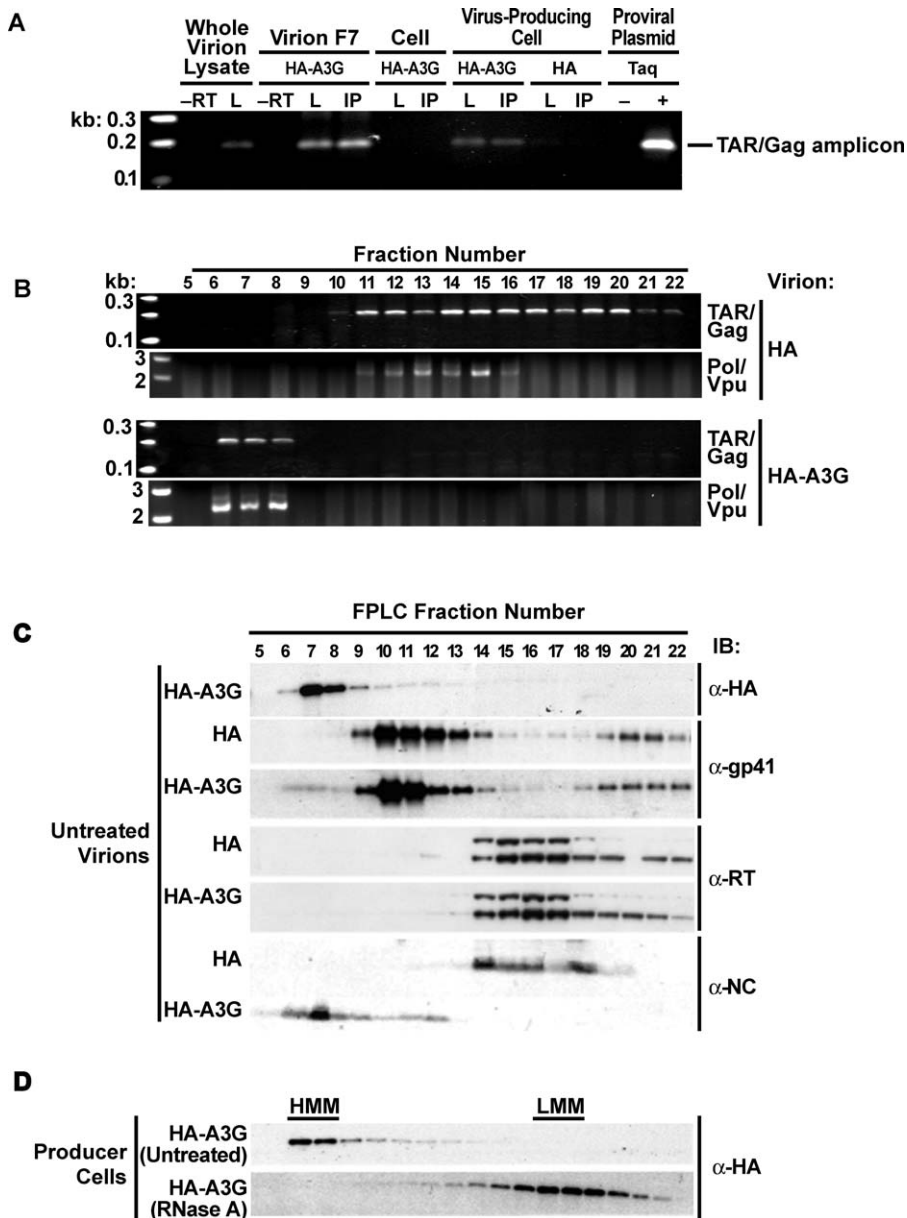 A
Whole Virion Lysate
Virion F7
Cell
Virus-Producing Cell
Proviral Plasmid
HA-A3G HA-A3G HA-A3G HA Taq
–RT L –RT L IP L IP L IP L IP – +
kb: 0.3
0.2
0.1
TAR/Gag amplicon
B
Fraction Number
kb: 5 6 7 8 9 10 11 12 13 14 15 16 17 18 19 20 21 22 Virion:
0.3
0.1
TAR/Gag
3
2
Pol/Vpu
HA
0.3
0.1
TAR/Gag
3
2
Pol/Vpu
HA-A3G
C
FPLC Fraction Number
5 6 7 8 9 10 11 12 13 14 15 16 17 18 19 20 21 22 IB:
Untreated Virions
HA-A3G α-HA
HA
HA-A3G
α-gp41
HA
HA-A3G
α-RT
HA
HA-A3G
α-NC
D
HMM LMM
Producer Cells
HA-A3G (Untreated)
HA-A3G (RNase A)
α-HA